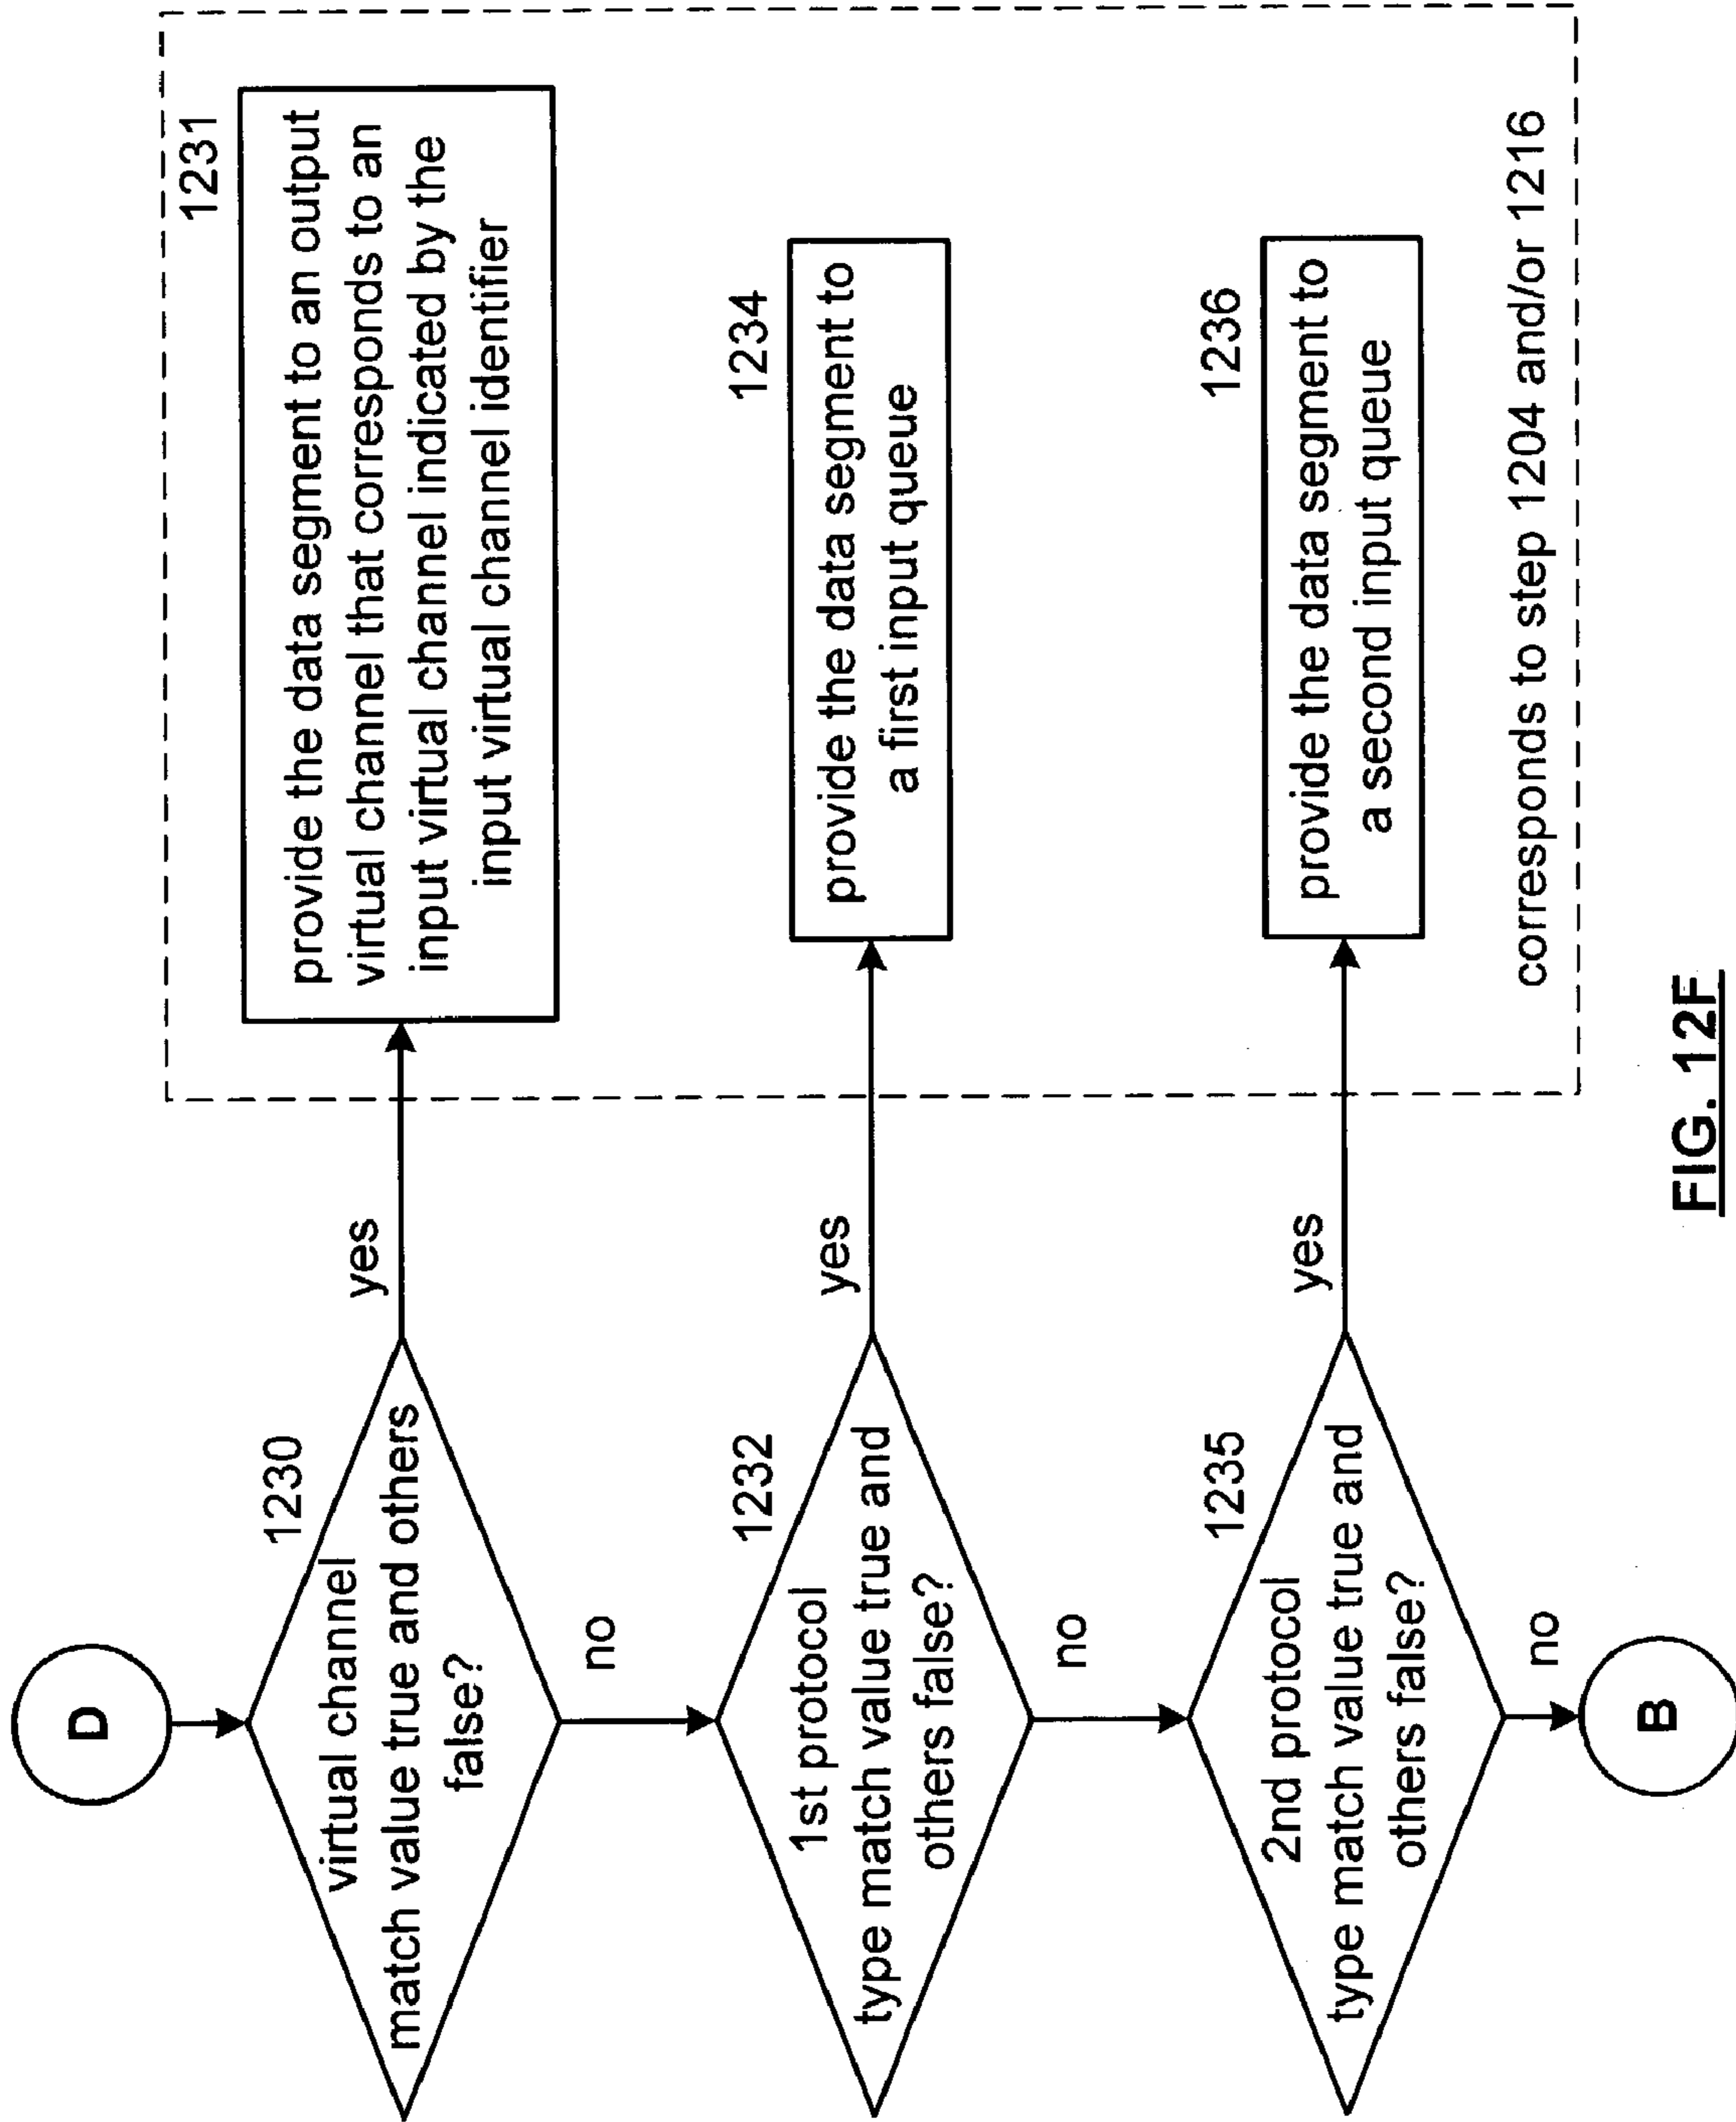 D
1230
virtual channel
match value true and others
false?
yes
1231
provide the data segment to an output
virtual channel that corresponds to an
input virtual channel indicated by the
input virtual channel identifier
no
1232
1st protocol
type match value true and
others false?
yes
1234
provide the data segment to
a first input queue
no
1235
2nd protocol
type match value true and
others false?
yes
1236
provide the data segment to
a second input queue
no
B
corresponds to step 1204 and/or 1216
FIG. 12F